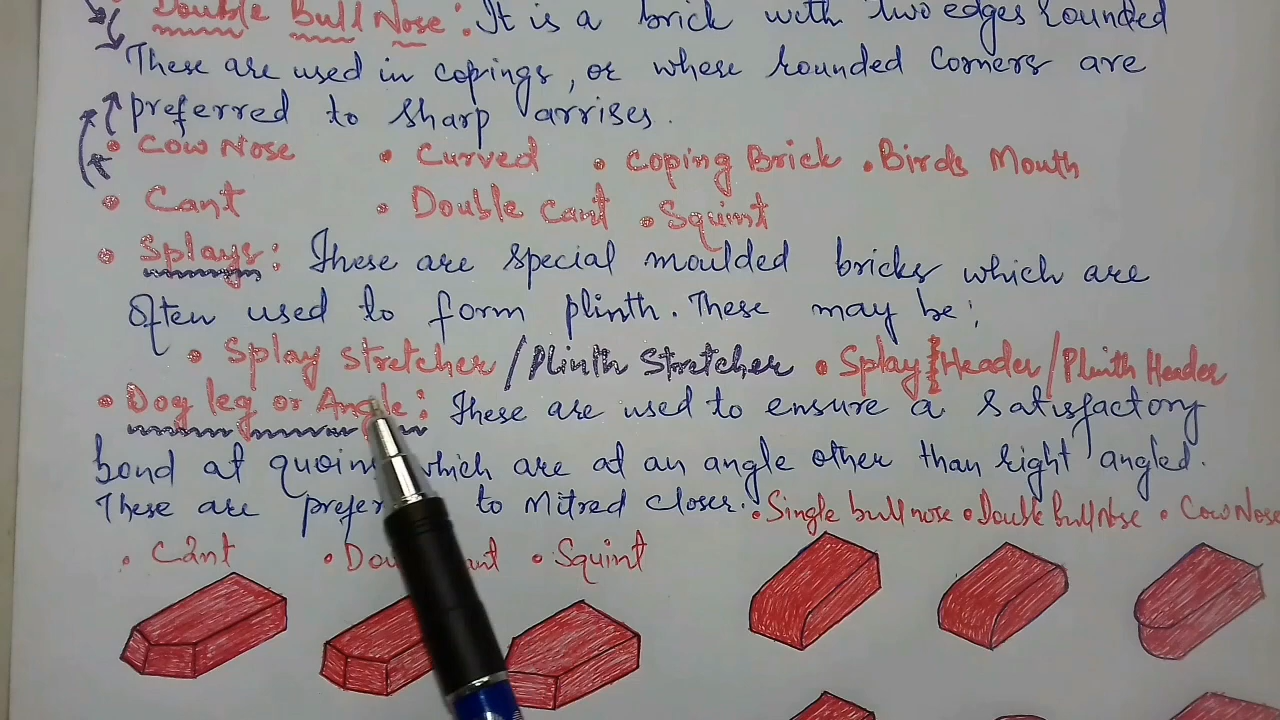 Double Bull Nose: It is a brick with two edges rounded
These are used in copings, or where rounded corners are
preferred to sharp arrises.
• Cow Nose • Curved • Coping Brick • Birds Mouth
• Cant • Double Cant • Squint
• Splays: These are special moulded bricks which are
often used to form plinth. These may be:
• Splay Stretcher/Plinth Stretcher • Splay Header/Plinth Header
• Dog leg or Angle: These are used to ensure a satisfactory
bond at quoins which are at an angle other than right angled.
These are prefer to Mitred Closer.
• Single bull nose • Double Bull Nose • Cow Nose
• Cant • Squint